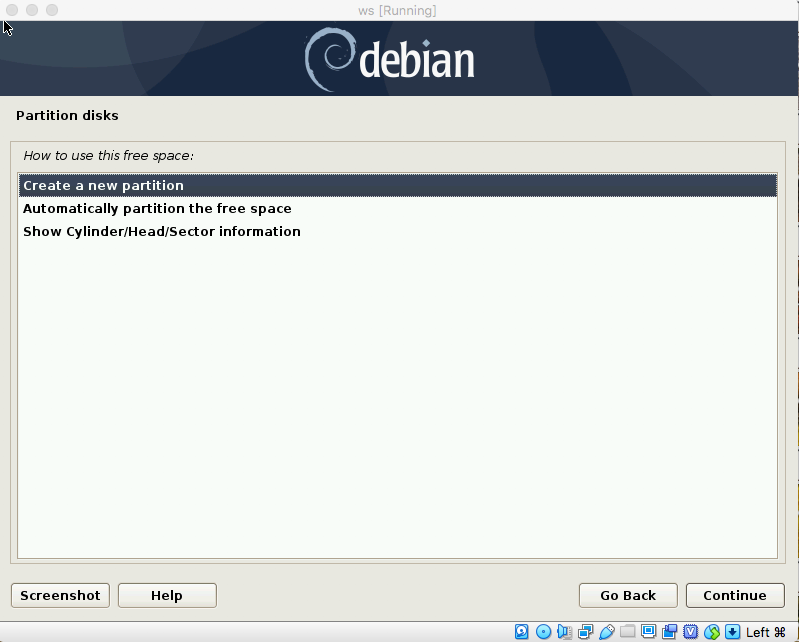 ws [Running]
debian
Partition disks
How to use this free space:
Create a new partition
Automatically partition the free space
Show Cylinder/Head/Sector information
Screenshot
Help
Go Back
Continue
Left ⌘